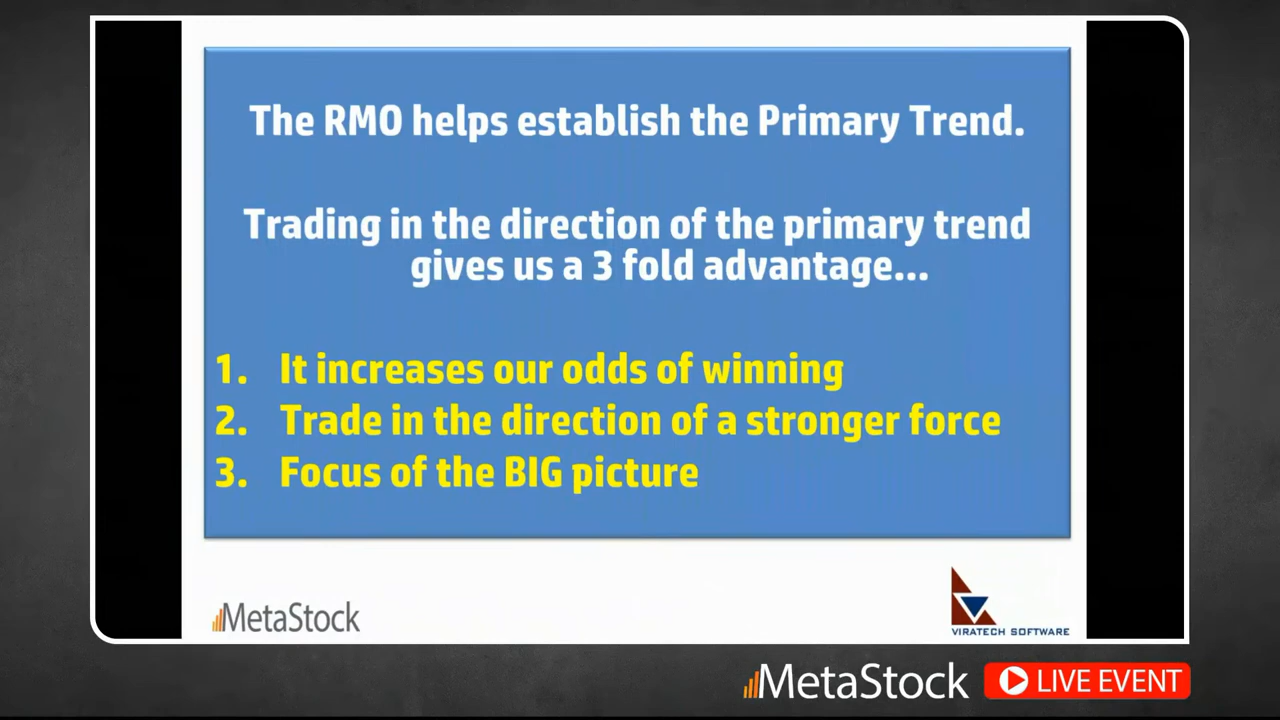 The RMO helps establish the Primary Trend.
Trading in the direction of the primary trend
gives us a 3 fold advantage...
1. It increases our odds of winning
2. Trade in the direction of a stronger force
3. Focus of the BIG picture
MetaStock
VIRATECH SOFTWARE
MetaStock LIVE EVENT